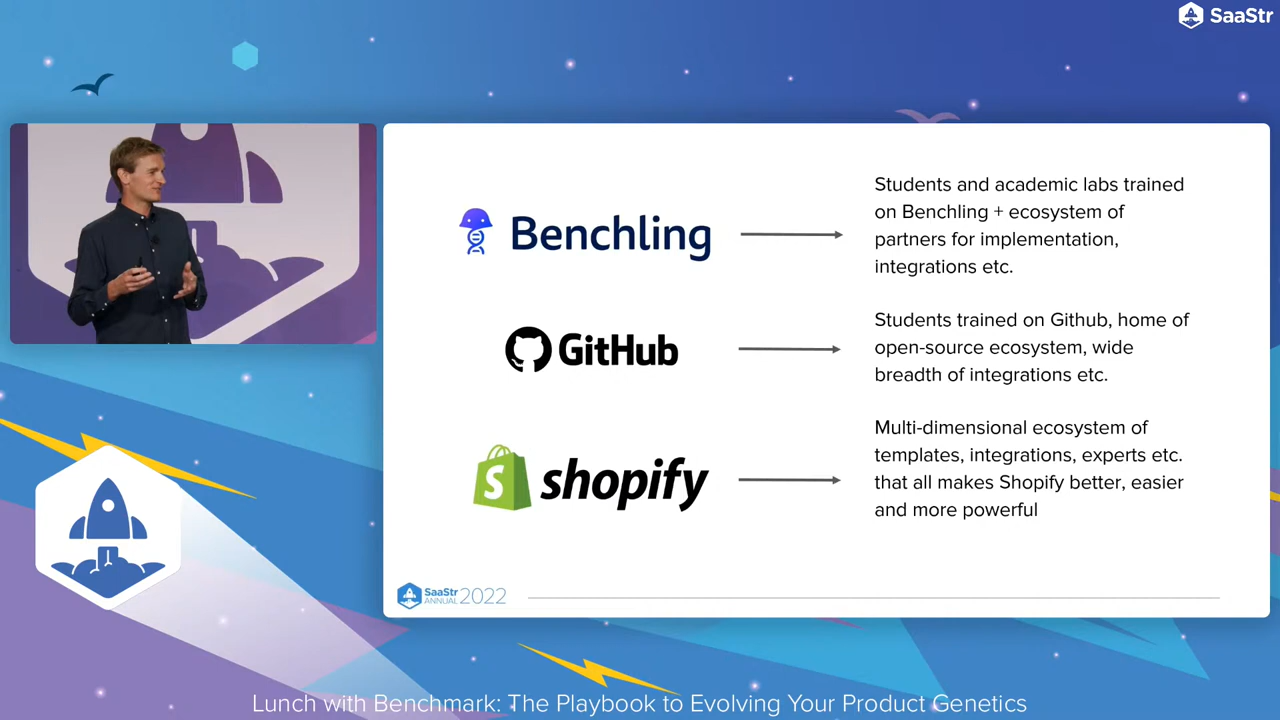 SaaStr
Benchling
Students and academic labs trained
on Benchling + ecosystem of
partners for implementation,
integrations etc.
GitHub
Students trained on Github, home of
open-source ecosystem, wide
breadth of integrations etc.
S shopify
Multi-dimensional ecosystem of
templates, integrations, experts etc.
that all makes Shopify better, easier
and more powerful
SaaStr
ANNUAL 2022
Lunch with Benchmark: The Playbook to Evolving Your Product Genetics